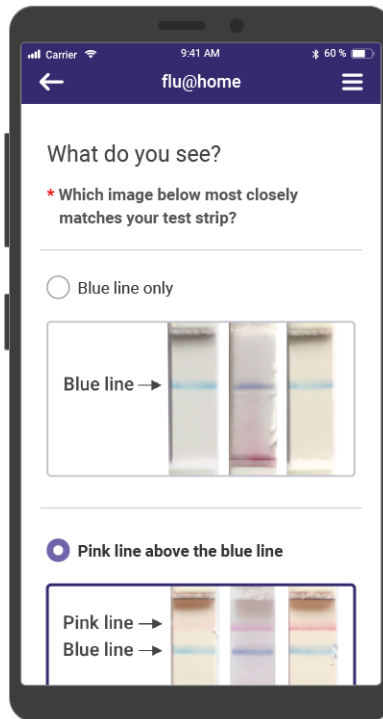 Carrier 9:41 AM 60 %
flu@home
What do you see?
* Which image below most closely
matches your test strip?
Blue line only
Blue line
Pink line above the blue line
Pink line
Blue line